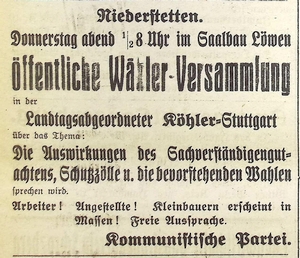 Niederstetten.
Donnerstag abend 1/28 Uhr im Saalbau Löwen
öffentliche Wähler-Versammlung
in der
Landtagsabgeordneter Köhler-Stuttgart
über das Thema:
Die Auswirkungen des Sachverständigengut-
achtens, Schutzzölle u. die bevorstehenden Wahlen
sprechen wird.
Arbeiter! Angestellte! Kleinbauern erscheint in
Massen! Freie Aussprache.
Kommunistische Partei.